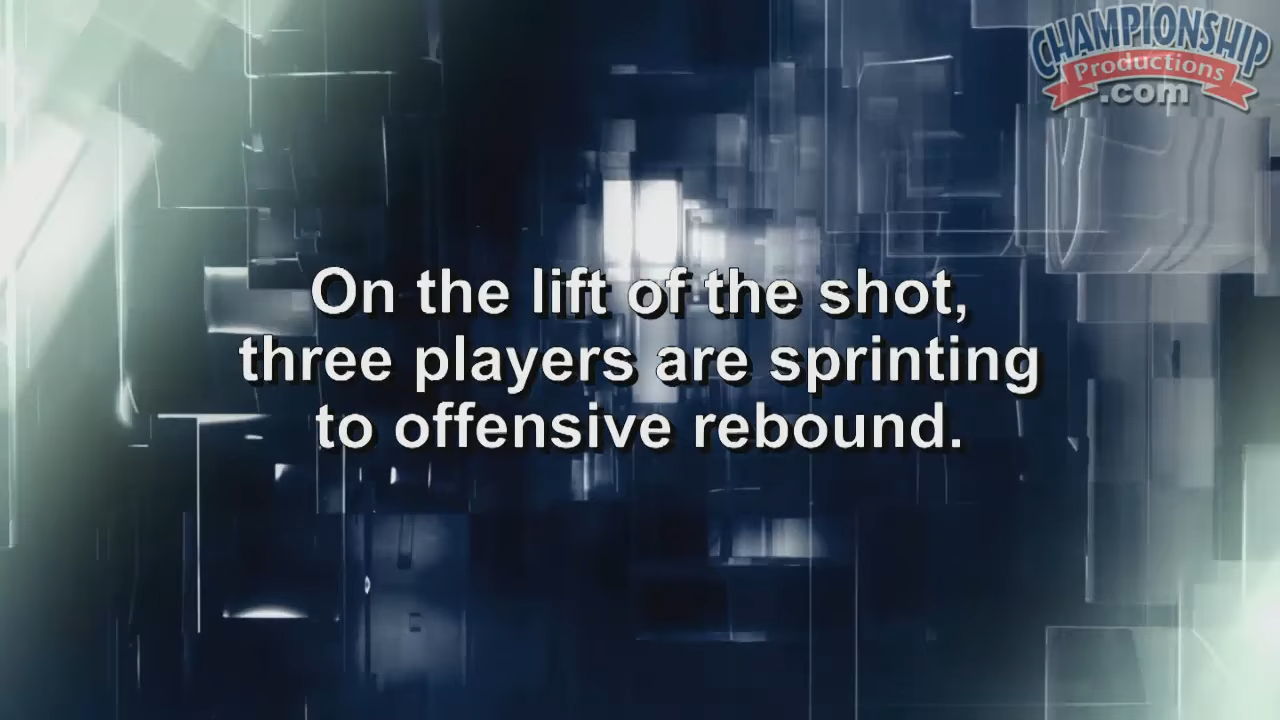 CHAMPIONSHIP
Productions
.com
On the lift of the shot,
three players are sprinting
to offensive rebound.